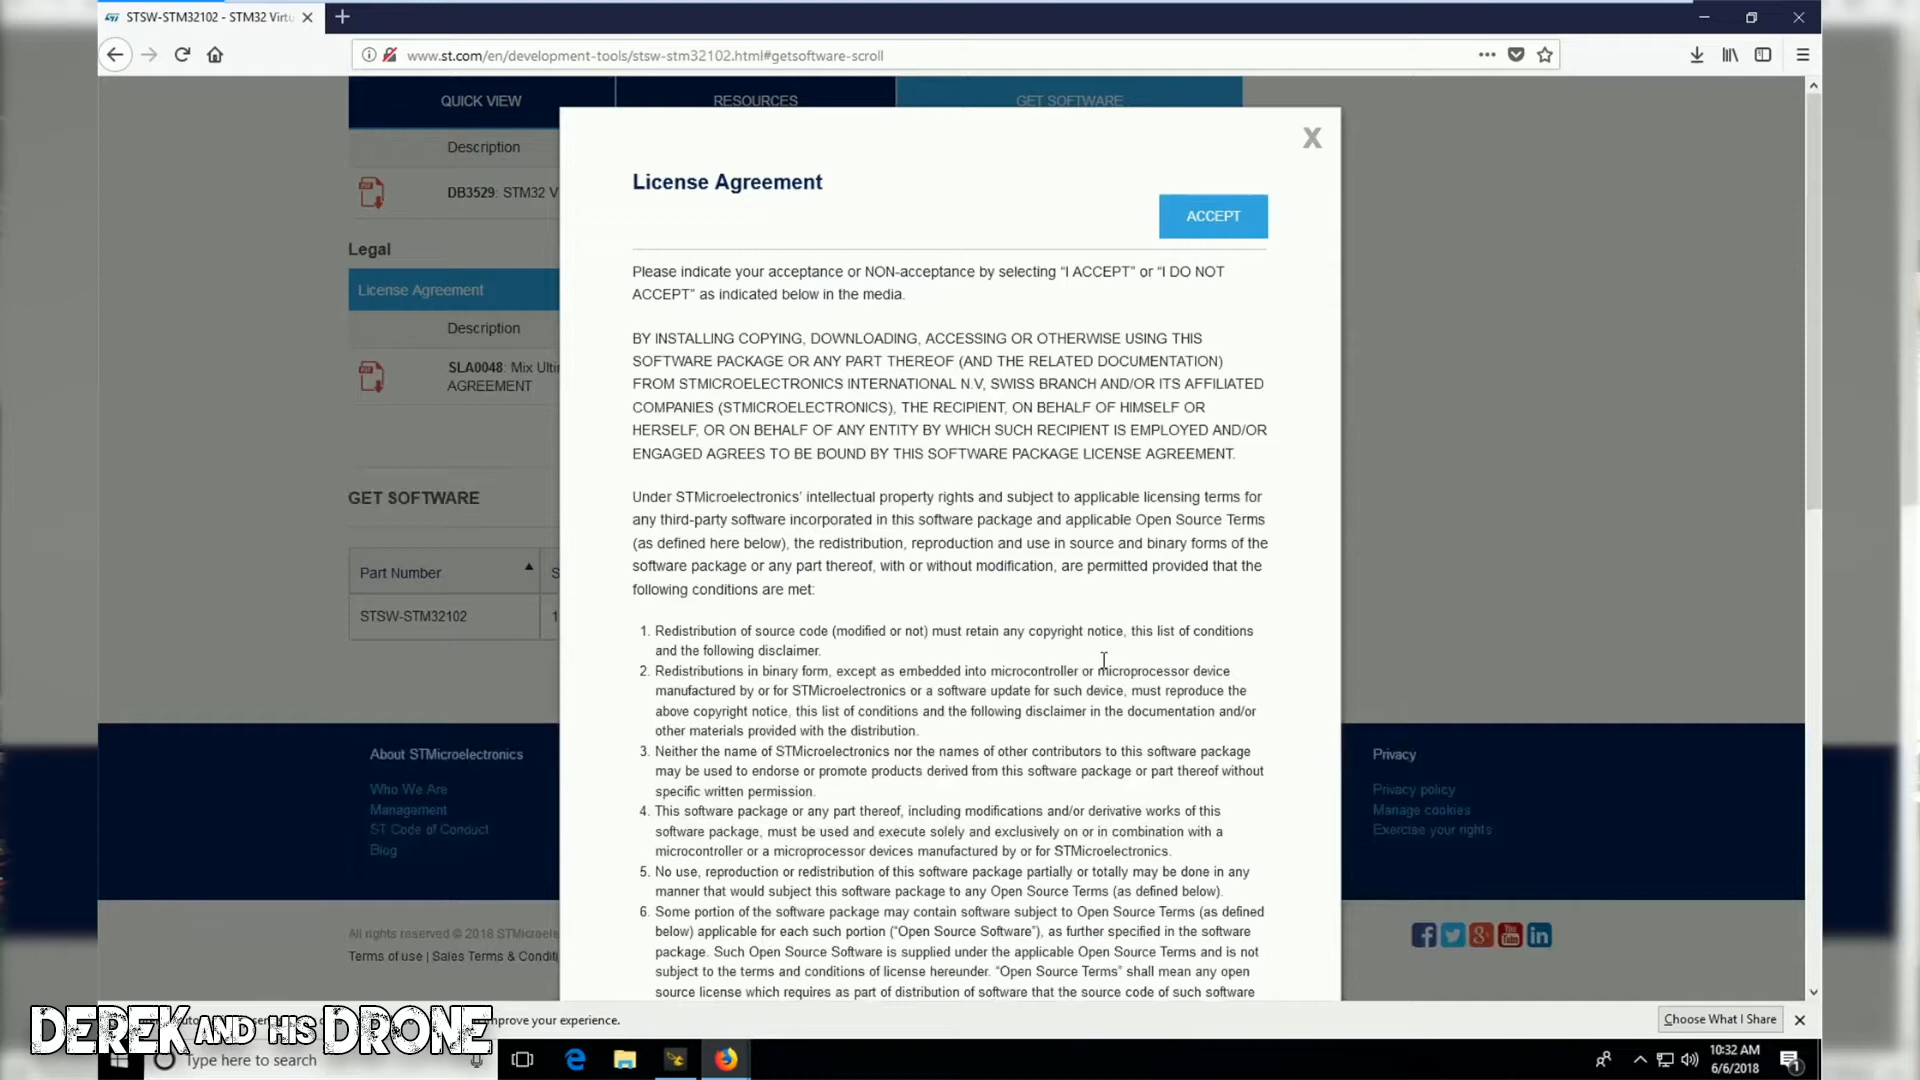 STSW-STM32102 - STM32 Virtu
www.st.com/en/development-tools/stsw-stm32102.html#getsoftware-scroll
QUICK VIEW
RESOURCES
GET SOFTWARE
Description
DB3529: STM32 V
Legal
License Agreement
Description
SLA0048: Mix Ulti
AGREEMENT
GET SOFTWARE
Part Number
S
STSW-STM32102
1
X
License Agreement
ACCEPT
Please indicate your acceptance or NON-acceptance by selecting “I ACCEPT” or “I DO NOT
ACCEPT” as indicated below in the media.
BY INSTALLING COPYING, DOWNLOADING, ACCESSING OR OTHERWISE USING THIS
SOFTWARE PACKAGE OR ANY PART THEREOF (AND THE RELATED DOCUMENTATION)
FROM STMICROELECTRONICS INTERNATIONAL N.V, SWISS BRANCH AND/OR ITS AFFILIATED
COMPANIES (STMICROELECTRONICS), THE RECIPIENT, ON BEHALF OF HIMSELF OR
HERSELF, OR ON BEHALF OF ANY ENTITY BY WHICH SUCH RECIPIENT IS EMPLOYED AND/OR
ENGAGED AGREES TO BE BOUND BY THIS SOFTWARE PACKAGE LICENSE AGREEMENT.
Under STMicroelectronics’ intellectual property rights and subject to applicable licensing terms for
any third-party software incorporated in this software package and applicable Open Source Terms
(as defined here below), the redistribution, reproduction and use in source and binary forms of the
software package or any part thereof, with or without modification, are permitted provided that the
following conditions are met:
1. Redistribution of source code (modified or not) must retain any copyright notice, this list of conditions
and the following disclaimer.
2. Redistributions in binary form, except as embedded into microcontroller or microprocessor device
manufactured by or for STMicroelectronics or a software update for such device, must reproduce the
above copyright notice, this list of conditions and the following disclaimer in the documentation and/or
other materials provided with the distribution.
3. Neither the name of STMicroelectronics nor the names of other contributors to this software package
may be used to endorse or promote products derived from this software package or part thereof without
specific written permission.
4. This software package or any part thereof, including modifications and/or derivative works of this
software package, must be used and execute solely and exclusively on or in combination with a
microcontroller or a microprocessor devices manufactured by or for STMicroelectronics.
5. No use, reproduction or redistribution of this software package partially or totally may be done in any
manner that would subject this software package to any Open Source Terms (as defined below).
6. Some portion of the software package may contain software subject to Open Source Terms (as defined
below) applicable for each such portion (“Open Source Software”), as further specified in the software
package. Such Open Source Software is supplied under the applicable Open Source Terms and is not
subject to the terms and conditions of license hereunder. “Open Source Terms” shall mean any open
source license which requires as part of distribution of software that the source code of such software
About STMicroelectronics
Who We Are
Management
ST Code of Conduct
Blog
Privacy
Privacy policy
Manage cookies
Exercise your rights
All rights reserved © 2018 STMicroele
Terms of use | Sales Terms & Conditi
mprove your experience.
Choose What I Share
DEREK AND HIS DRONE
Type here to search
10:32 AM
6/6/2018
1